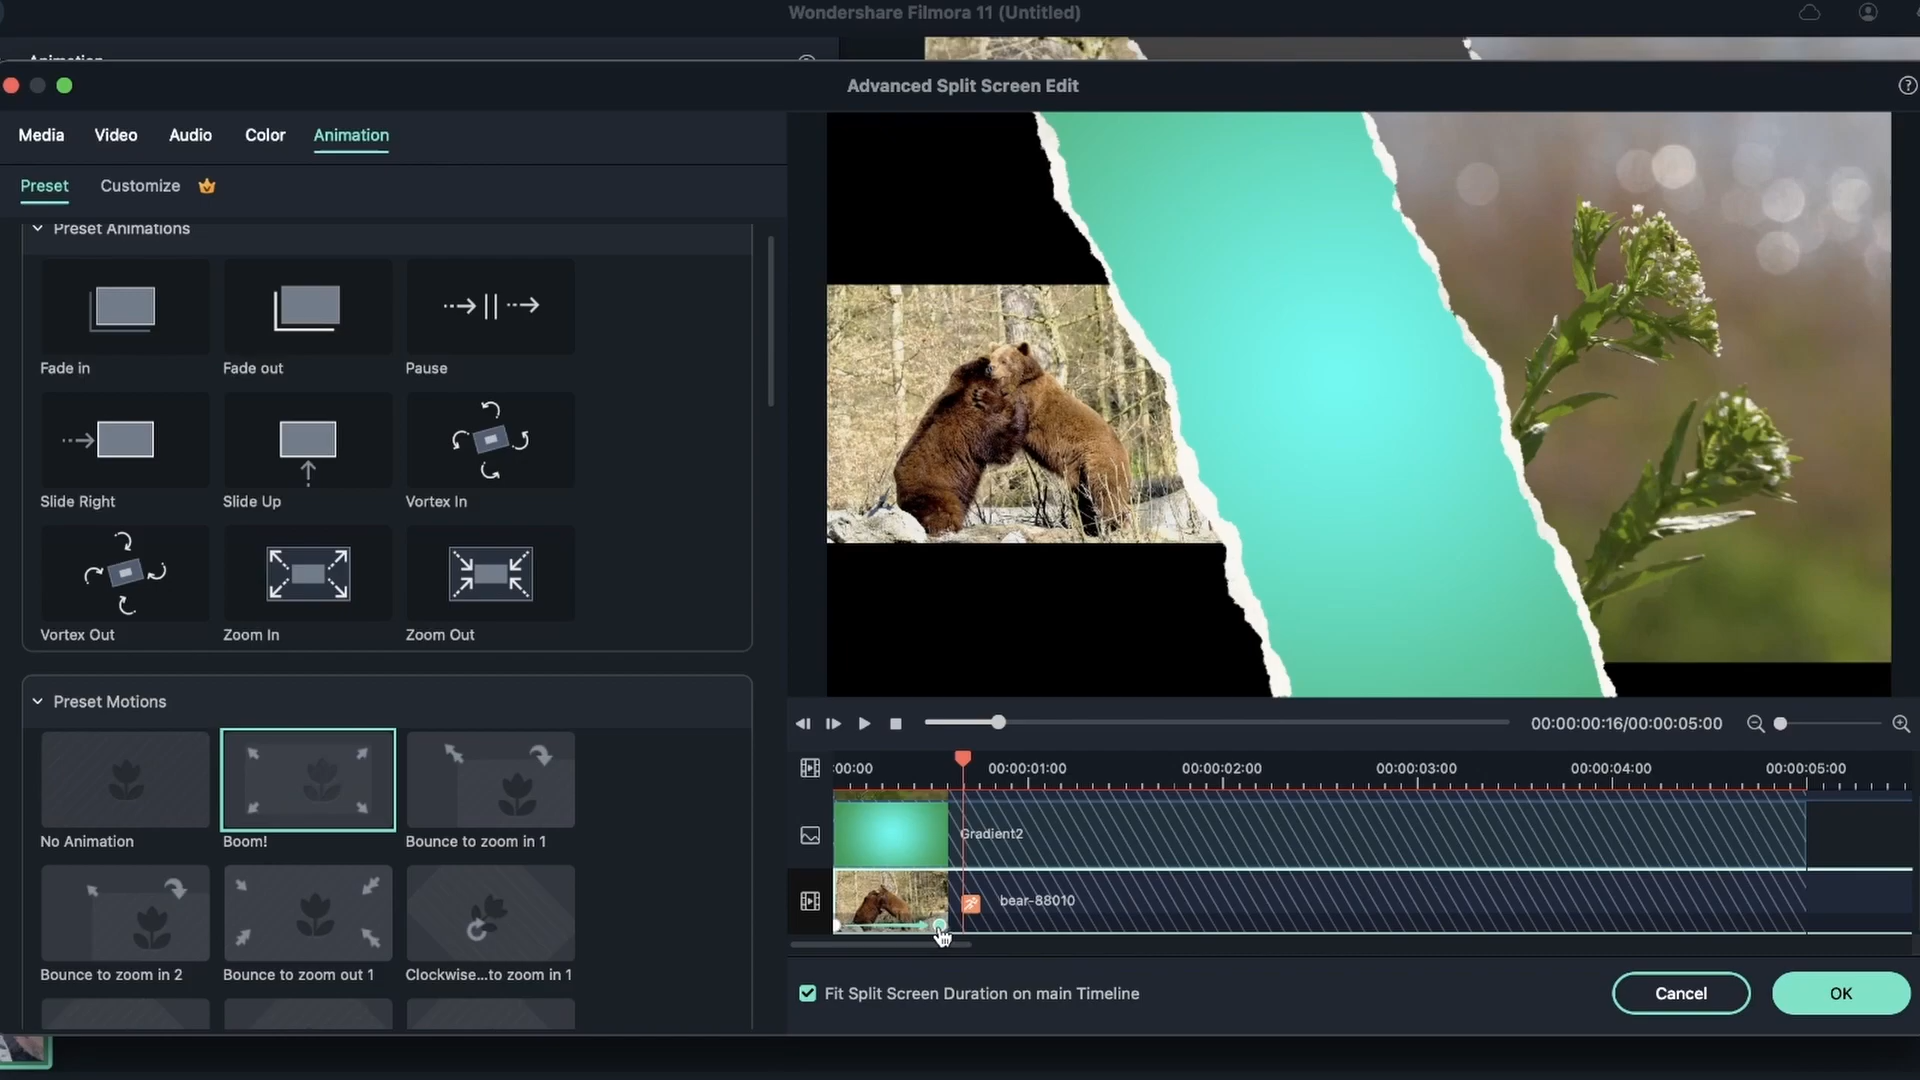 Wondershare Filmora 11 (Untitled)
Animation
Advanced Split Screen Edit
Media Video Audio Color Animation
Preset Customize
Preset Animations
Fade in Fade out Pause
Slide Right Slide Up Vortex In
Vortex Out Zoom In Zoom Out
Preset Motions
No Animation Boom! Bounce to zoom in 1
Bounce to zoom in 2 Bounce to zoom out 1 Clockwise...to zoom in 1
00:00:00:16/00:00:05:00
:00:00 00:00:01:00 00:00:02:00 00:00:03:00 00:00:04:00 00:00:05:00
Gradient2
bear-88010
Fit Split Screen Duration on main Timeline
Cancel OK